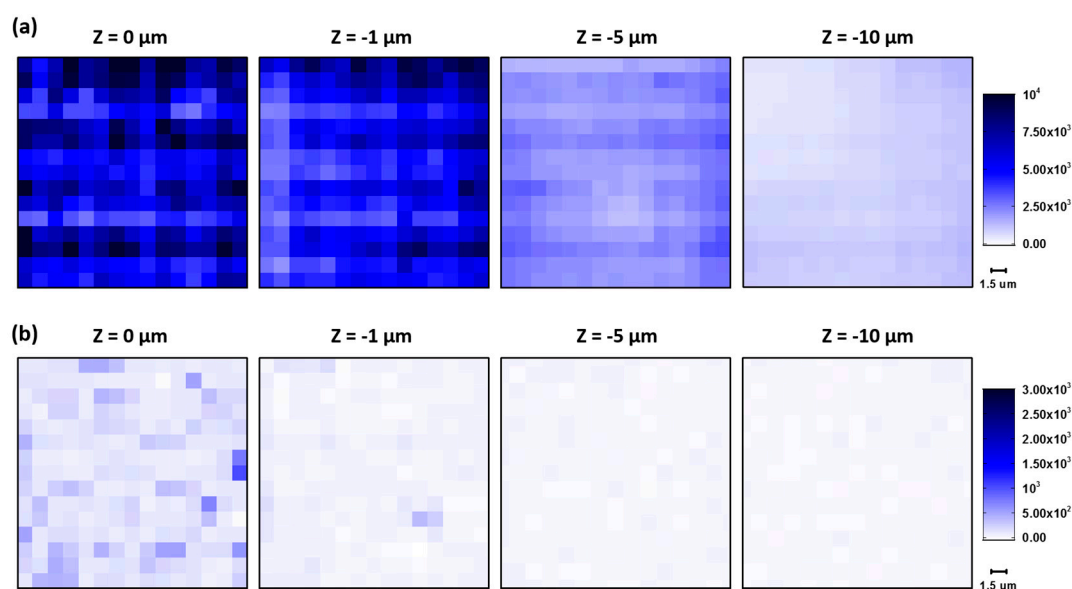 (a)
Z = 0 µm
Z = -1 µm
Z = -5 µm
Z = -10 µm
10⁴
7.50x10³
5.00x10³
2.50x10³
0.00
1.5 um
(b)
Z = 0 µm
Z = -1 µm
Z = -5 µm
Z = -10 µm
3.00x10³
2.50x10³
2.00x10³
1.50x10³
10³
5.00x10²
0.00
1.5 um